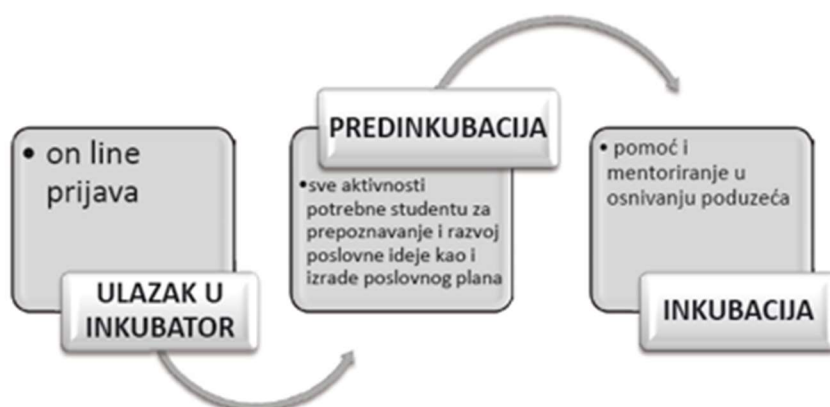 • on line
prijava
ULAZAK U
INKUBATOR
PREDINKUBACIJA
•sve aktivnosti
potrebne studentu za
prepoznavanje i razvoj
poslovne ideje kao i
izrade poslovnog plana
• pomoć i
mentoriranje u
osnivanju poduzeća
INKUBACIJA